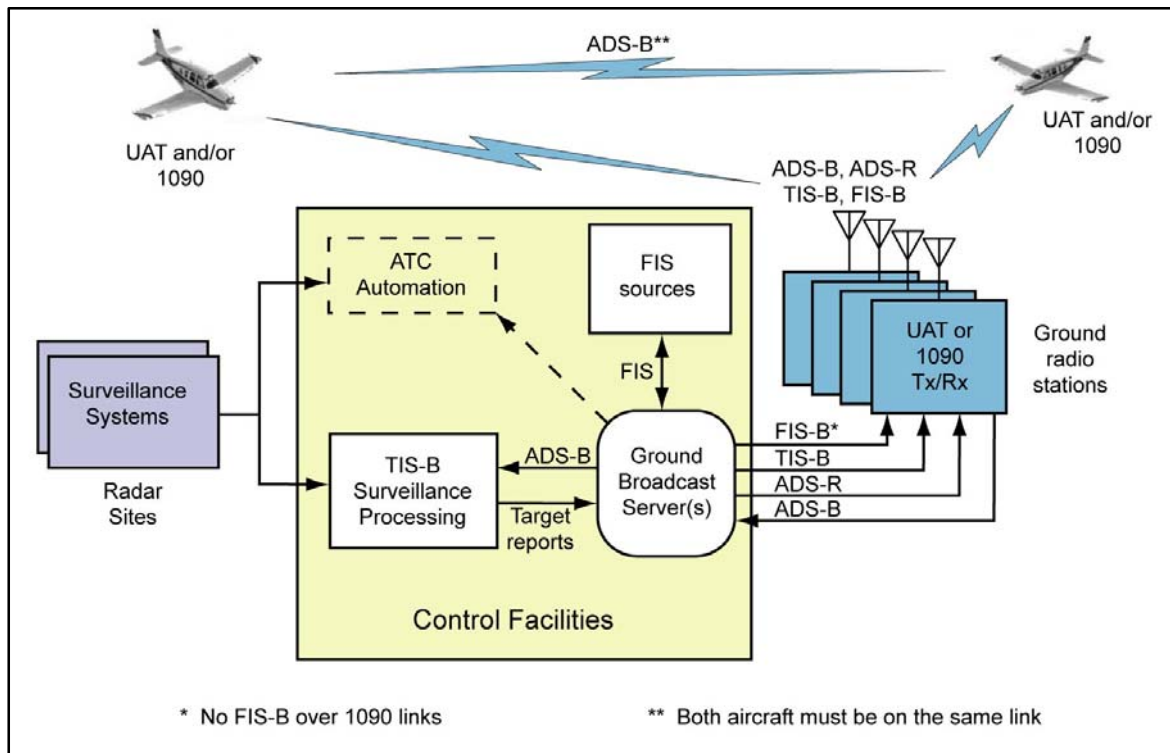 ADS-B**
UAT and/or
1090
UAT and/or
1090
ADS-B, ADS-R
TIS-B, FIS-B
ATC
Automation
FIS
sources
UAT or
1090
Tx/Rx
Ground
radio
stations
Surveillance
Systems
Radar
Sites
FIS
TIS-B
Surveillance
Processing
ADS-B
Target
reports
Ground
Broadcast
Server(s)
FIS-B*
TIS-B
ADS-R
ADS-B
Control Facilities
* No FIS-B over 1090 links
** Both aircraft must be on the same link